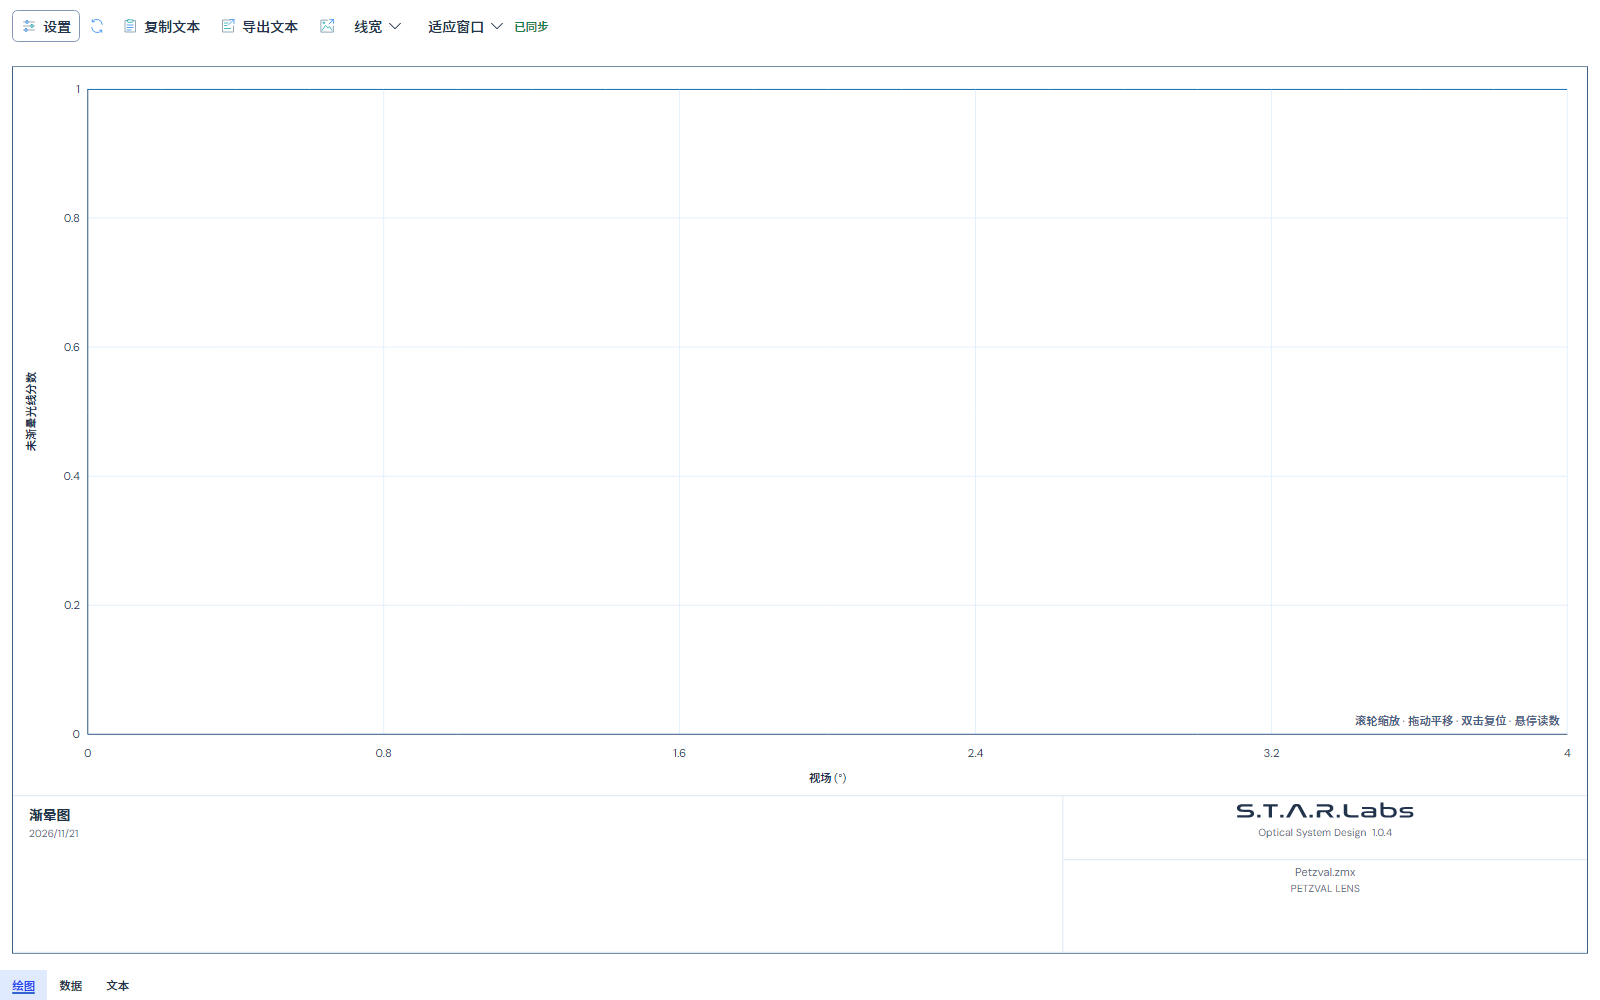 设置 复制文本 导出文本 线宽 适应窗口 已同步
1
0.8
0.6
0.4
0.2
0
未渐晕光线分数
滚轮缩放 · 拖动平移 · 双击复位 · 悬停读数
0 0.8 1.6 2.4 3.2 4
视场 (°)
渐晕图
2026/11/21
S.T.A.R.Labs
Optical System Design 1.0.4
Petzval.zmx
PETZVAL LENS
绘图 数据 文本